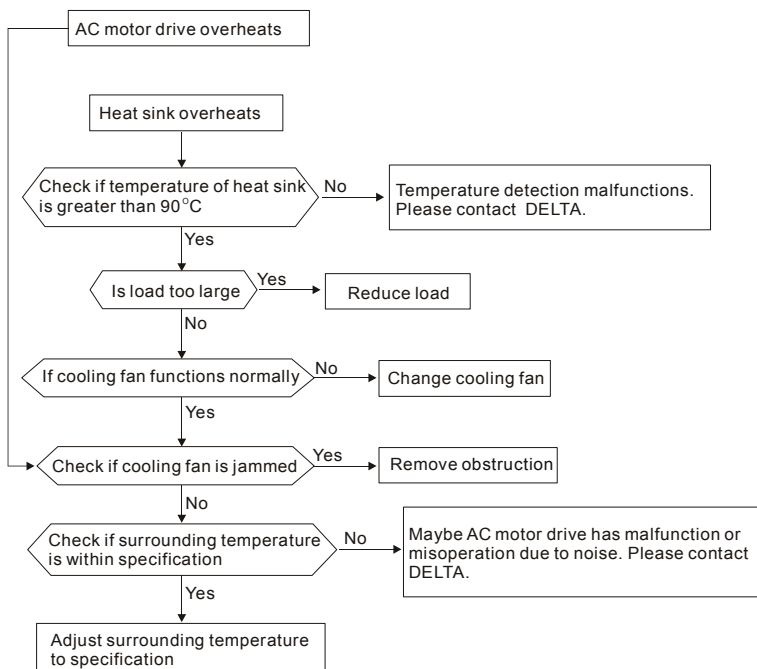 AC motor drive overheats
Heat sink overheats
Check if temperature of heat sink
is greater than 90°C
No
Temperature detection malfunctions.
Please contact DELTA.
Yes
Is load too large
Yes
Reduce load
No
If cooling fan functions normally
No
Change cooling fan
Yes
Check if cooling fan is jammed
Yes
Remove obstruction
No
Check if surrounding temperature
is within specification
No
Maybe AC motor drive has malfunction or
misoperation due to noise. Please contact
DELTA.
Yes
Adjust surrounding temperature
to specification